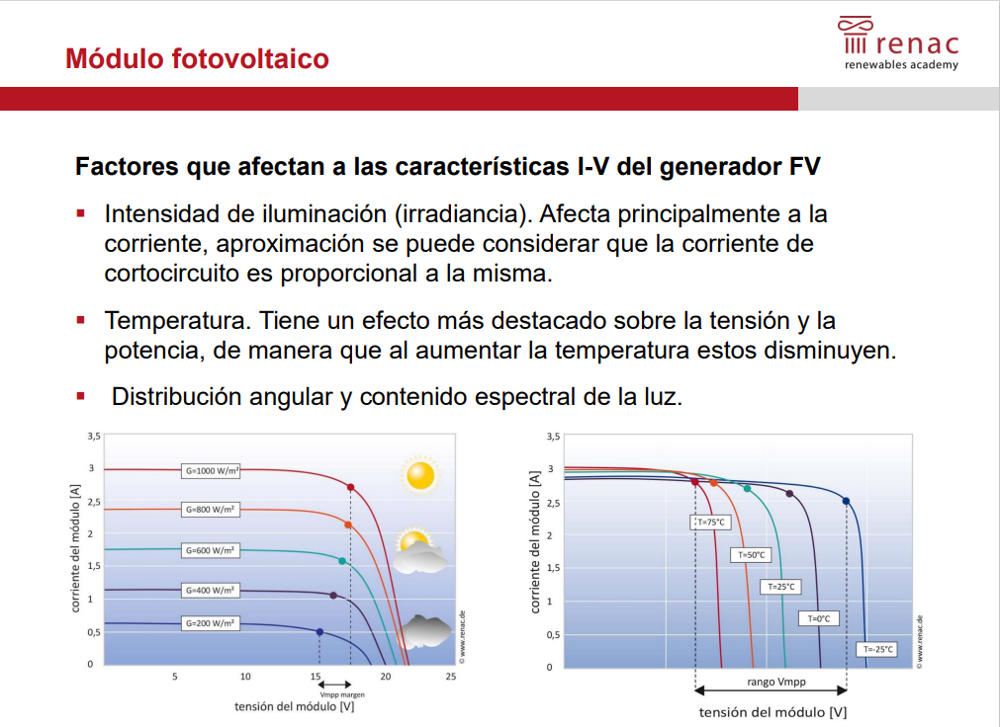 Módulo fotovoltaico
renac
renewables academy
Factores que afectan a las características I-V del generador FV
Intensidad de iluminación (irradiancia). Afecta principalmente a la
corriente, aproximación se puede considerar que la corriente de
cortocircuito es proporcional a la misma.
Temperatura. Tiene un efecto más destacado sobre la tensión y la
potencia, de manera que al aumentar la temperatura estos disminuyen.
Distribución angular y contenido espectral de la luz.
corriente del módulo [A]
3,5
3
2,5
2
1,5
1
0,5
0
G=1000 W/m²
G=800 W/m²
G=600 W/m²
G=400 W/m²
G=200 W/m²
5 10 15 20 25
Vmpp margen
tensión del módulo [V]
© www.renac.de
corriente del módulo [A]
3,5
3
2,5
2
1,5
1
0,5
0
T=75°C
T=50°C
T=25°C
T=0°C
T=-25°C
rango Vmpp
tensión del módulo [V]
© www.renac.de